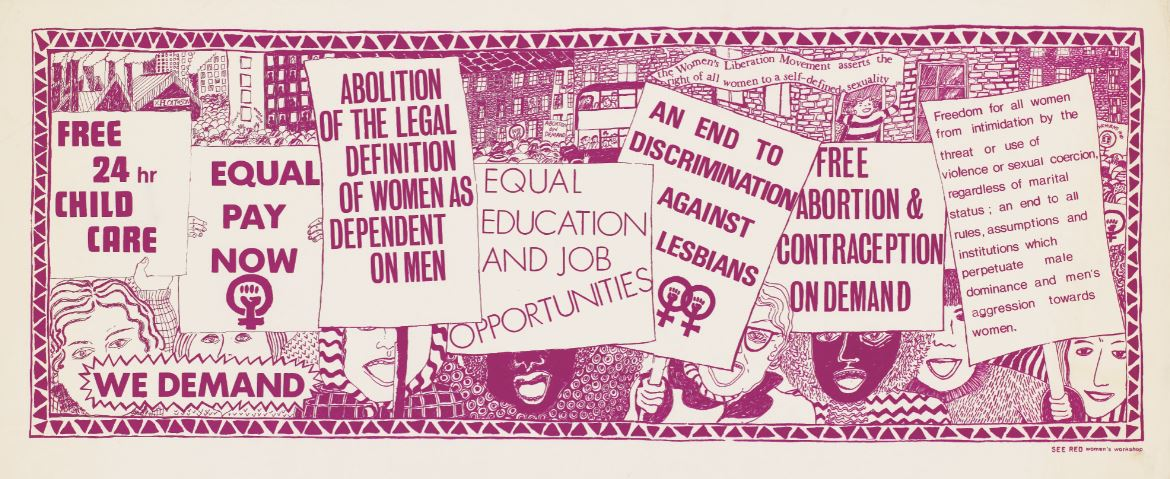 The Women's Liberation Movement asserts the
right of all women to a self-defined sexuality
FREE
24 hr
CHILD
CARE
EQUAL
PAY
NOW
ABOLITION
OF THE LEGAL
DEFINITION
OF WOMEN AS
DEPENDENT
ON MEN
EQUAL
EDUCATION
AND JOB
OPPORTUNITIES
AN END TO
DISCRIMINATION
AGAINST
LESBIANS
FREE
ABORTION &
CONTRACEPTION
ON DEMAND
Freedom for all women
from intimidation by the
threat or use of
violence or sexual coercion,
regardless of marital
status; an end to all
rules, assumptions and
institutions which
perpetuate male
dominance and men's
aggression towards
women.
WE DEMAND
SEE RED women's workshop